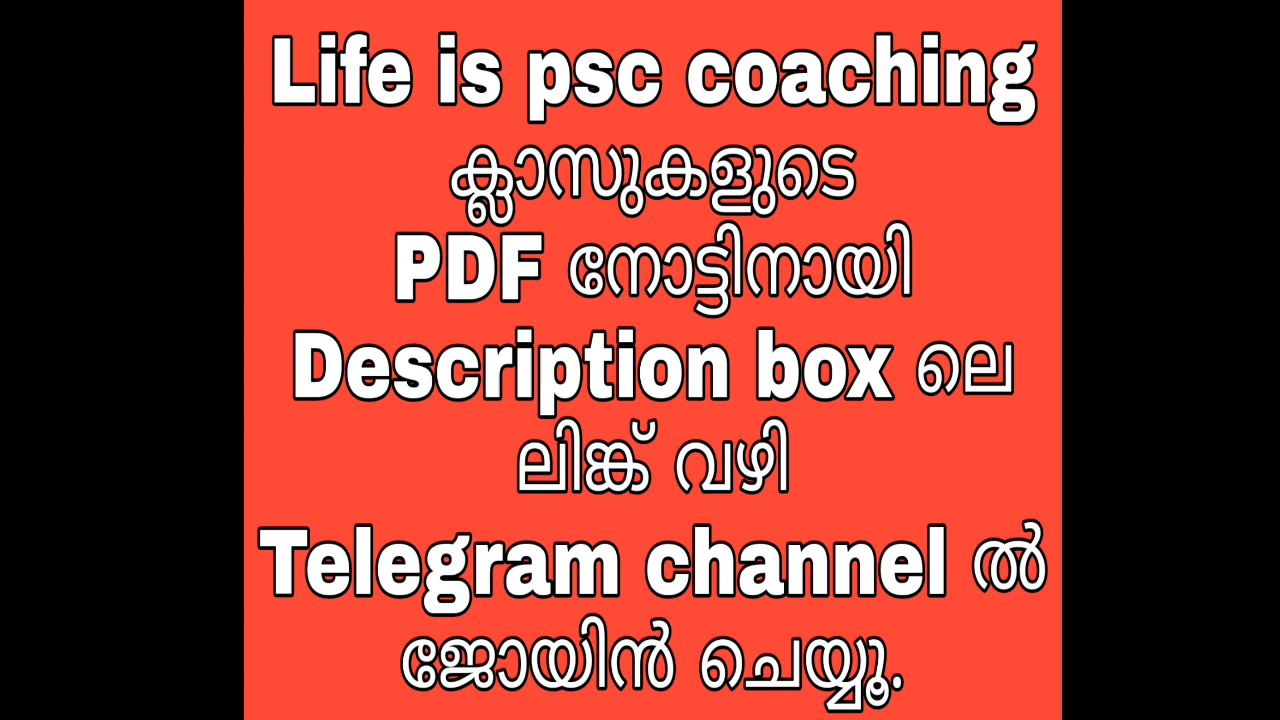 Life is psc coaching
ക്ലാസുകളുടെ
PDF നോട്ടിനായി
Description box ലെ
ലിങ്ക് വഴി
Telegram channel ൽ
ജോയിൻ ചെയ്യൂ.